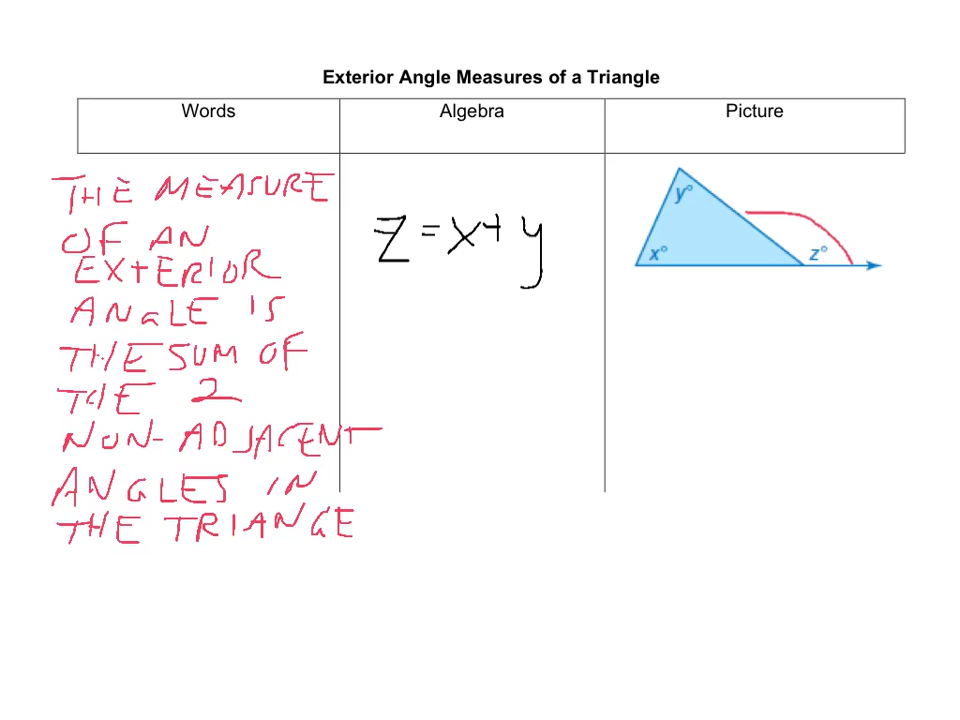 Exterior Angle Measures of a Triangle
Words Algebra Picture
THE MEASURE
OF AN
EXTERIOR
ANGLE IS
THE SUM OF
THE 2
NON-ADJACENT
ANGLES IN
THE TRIANGE
z = x + y
y°
x° z°